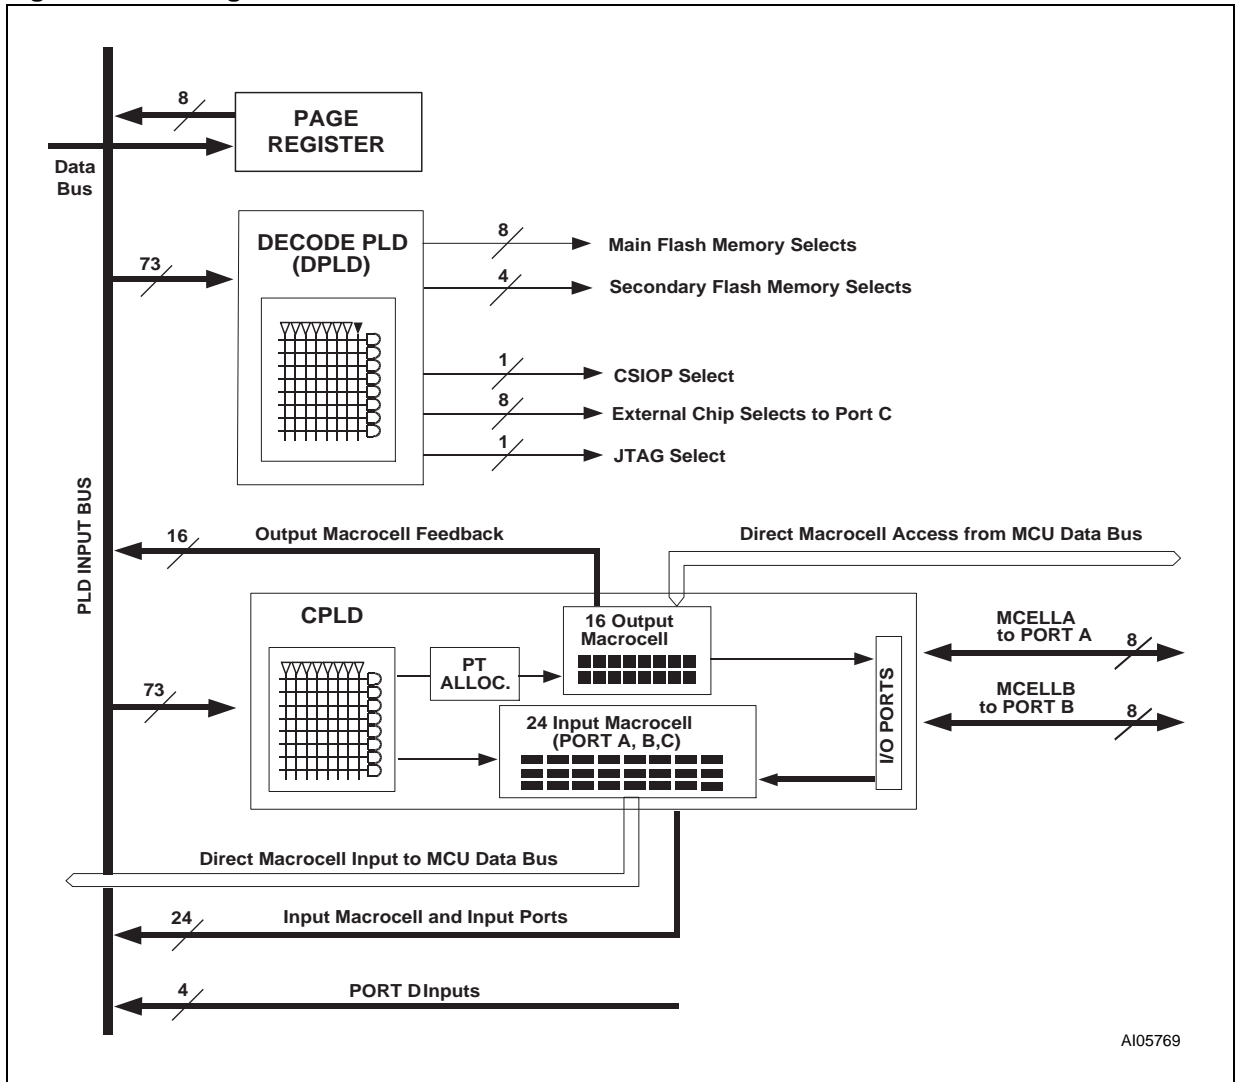 8
PAGE
REGISTER
Data
Bus
DECODE PLD
(DPLD)
73
8
Main Flash Memory Selects
4
Secondary Flash Memory Selects
1
CSIOP Select
8
External Chip Selects to Port C
1
JTAG Select
PLD INPUT BUS
16
Output Macrocell Feedback
Direct Macrocell Access from MCU Data Bus
CPLD
16 Output
Macrocell
PT
ALLOC.
73
24 Input Macrocell
(PORT A, B,C)
I/O PORTS
MCELLA
to PORT A
8
MCELLB
to PORT B
8
Direct Macrocell Input to MCU Data Bus
24
Input Macrocell and Input Ports
4
PORT D Inputs
AI05769